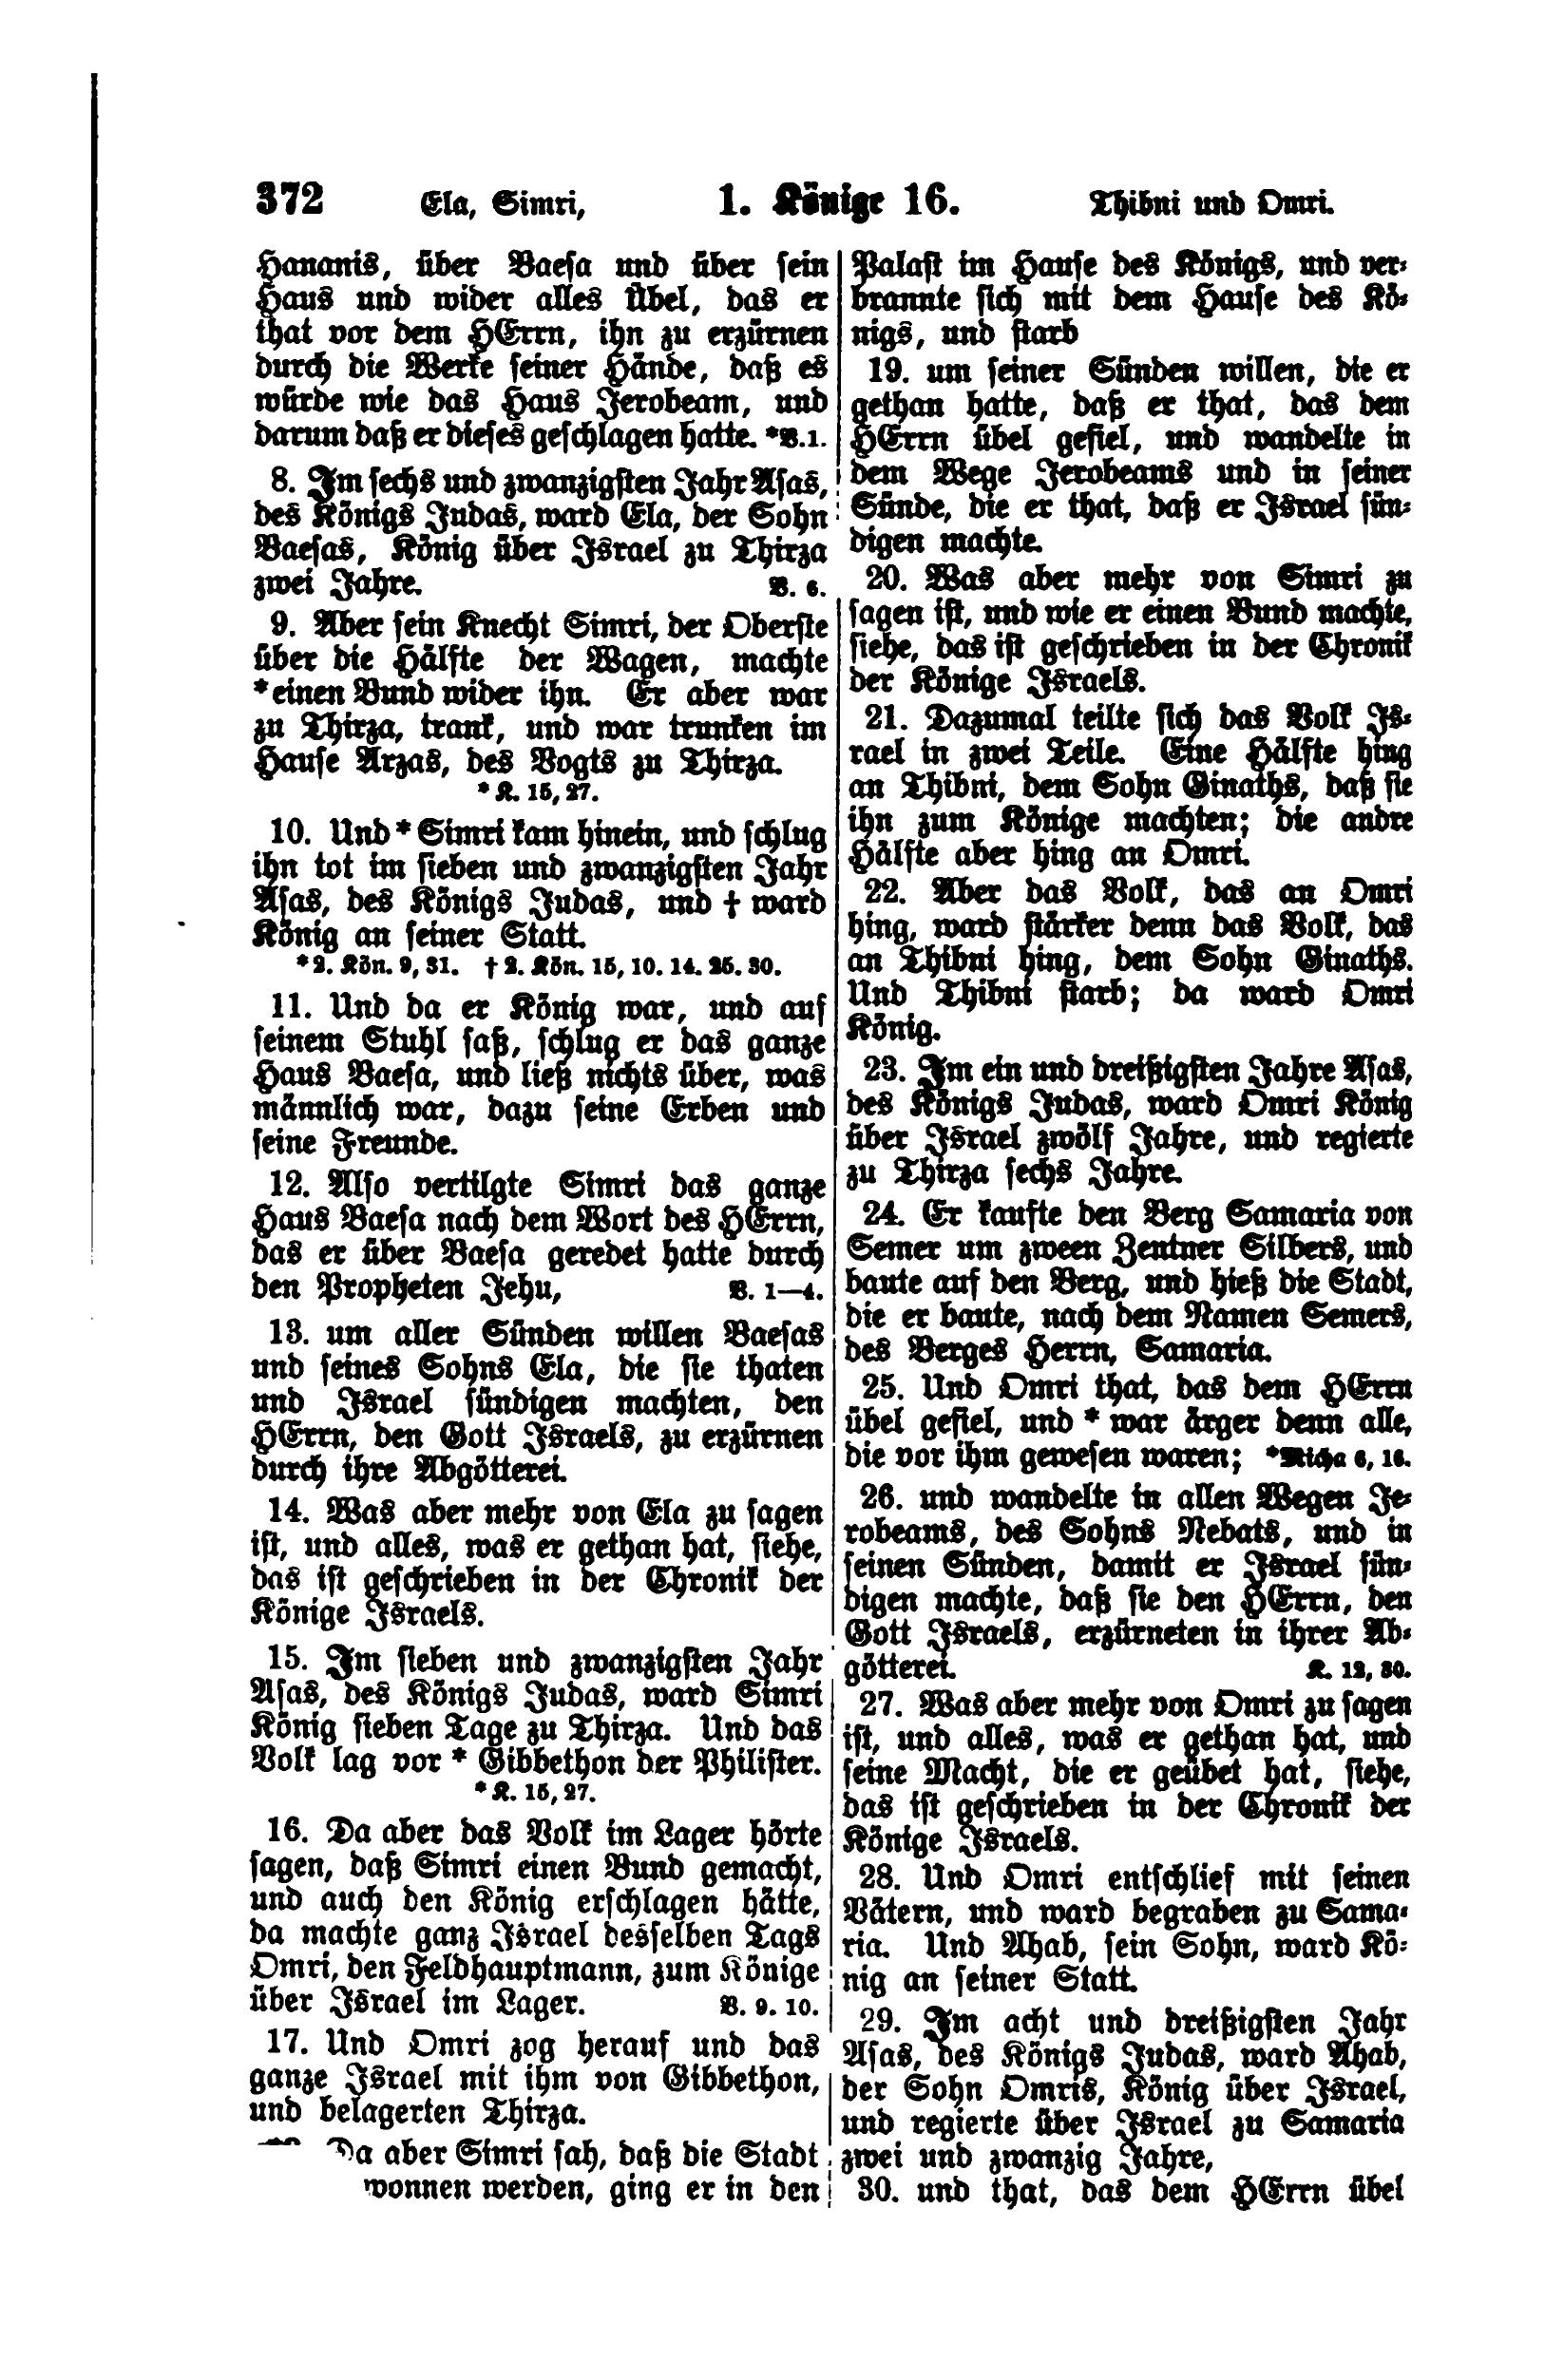 372 Ela, Simri, 1. Könige 16. Thibni und Omri.
Hananis, über Baesa und über sein
Haus und wider alles Übel, das er
that vor dem HErrn, ihn zu erzürnen
durch die Werke seiner Hände, daß es
würde wie das Haus Jerobeam, und
darum daß er dieses geschlagen hatte. *V.1.
8. Im sechs und zwanzigsten Jahr Asas,
des Königs Judas, ward Ela, der Sohn
Baesas, König über Israel zu Thirza
zwei Jahre. V. 6.
9. Aber sein Knecht Simri, der Oberste
über die Hälfte der Wagen, machte
*einen Bund wider ihn. Er aber war
zu Thirza, trank, und war trunken im
Hause Arzas, des Vogts zu Thirza.
*K. 15, 27.
10. Und *Simri kam hinein, und schlug
ihn tot im sieben und zwanzigsten Jahr
Asas, des Königs Judas, und † ward
König an seiner Statt.
*2. Kön. 9, 31. †2. Kön. 15, 10. 14. 25. 30.
11. Und da er König war, und auf
seinem Stuhl saß, schlug er das ganze
Haus Baesa, und ließ nichts über, was
männlich war, dazu seine Erben und
seine Freunde.
12. Also vertilgte Simri das ganze
Haus Baesa nach dem Wort des HErrn,
das er über Baesa geredet hatte durch
den Propheten Jehu, V. 1—4.
13. um aller Sünden willen Baesas
und seines Sohns Ela, die sie thaten
und Israel sündigen machten, den
HErrn, den Gott Israels, zu erzürnen
durch ihre Abgötterei.
14. Was aber mehr von Ela zu sagen
ist, und alles, was er gethan hat, siehe,
das ist geschrieben in der Chronik der
Könige Israels.
15. Im sieben und zwanzigsten Jahr
Asas, des Königs Judas, ward Simri
König sieben Tage zu Thirza. Und das
Volk lag vor * Gibbethon der Philister.
*K. 15, 27.
16. Da aber das Volk im Lager hörte
sagen, daß Simri einen Bund gemacht,
und auch den König erschlagen hätte,
da machte ganz Israel desselben Tags
Omri, den Feldhauptmann, zum Könige
über Israel im Lager. V. 9. 10.
17. Und Omri zog herauf und das
ganze Israel mit ihm von Gibbethon,
und belagerten Thirza.
Da aber Simri sah, daß die Stadt
wonnen werden, ging er in den
Palast im Hause des Königs, und ver-
brannte sich mit dem Hause des Kö-
nigs, und starb
19. um seiner Sünden willen, die er
gethan hatte, daß er that, das dem
HErrn übel gefiel, und wandelte in
dem Wege Jerobeams und in seiner
Sünde, die er that, daß er Israel sün-
digen machte.
20. Was aber mehr von Simri zu
sagen ist, und wie er einen Bund machte,
siehe, das ist geschrieben in der Chronik
der Könige Israels.
21. Dazumal teilte sich das Volk Is-
rael in zwei Teile. Eine Hälfte hing
an Thibni, dem Sohn Ginaths, daß sie
ihn zum Könige machten; die andre
Hälfte aber hing an Omri.
22. Aber das Volk, das an Omri
hing, ward stärker denn das Volk, das
an Thibni hing, dem Sohn Ginaths.
Und Thibni starb; da ward Omri
König.
23. Im ein und dreißigsten Jahre Asas,
des Königs Judas, ward Omri König
über Israel zwölf Jahre, und regierte
zu Thirza sechs Jahre.
24. Er kaufte den Berg Samaria von
Semer um zween Zentner Silbers, und
baute auf den Berg, und hieß die Stadt,
die er baute, nach dem Namen Semers,
des Berges Herrn, Samaria.
25. Und Omri that, das dem HErrn
übel gefiel, und * war ärger denn alle,
die vor ihm gewesen waren; *Micha 6, 16.
26. und wandelte in allen Wegen Je-
robeams, des Sohns Nebats, und in
seinen Sünden, damit er Israel sün-
digen machte, daß sie den HErrn, den
Gott Israels, erzürneten in ihrer Ab-
götterei. K. 12, 30.
27. Was aber mehr von Omri zu sagen
ist, und alles, was er gethan hat, und
seine Macht, die er geübet hat, siehe,
das ist geschrieben in der Chronik der
Könige Israels.
28. Und Omri entschlief mit seinen
Vätern, und ward begraben zu Sama-
ria. Und Ahab, sein Sohn, ward Kö-
nig an seiner Statt.
29. Im acht und dreißigsten Jahr
Asas, des Königs Judas, ward Ahab,
der Sohn Omris, König über Israel,
und regierte über Israel zu Samaria
zwei und zwanzig Jahre,
30. und that, das dem HErrn übel